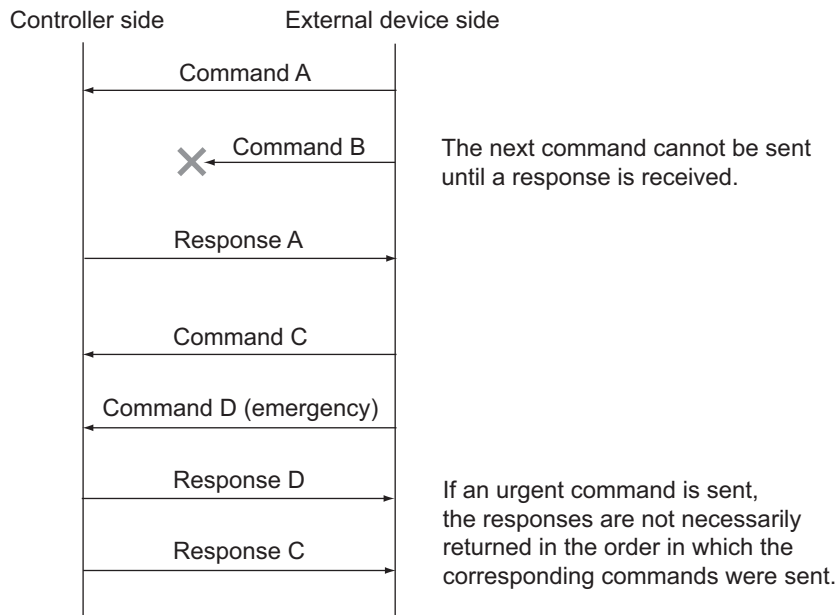 Controller side
External device side
Command A
Command B
The next command cannot be sent
until a response is received.
Response A
Command C
Command D (emergency)
Response D
If an urgent command is sent,
the responses are not necessarily
returned in the order in which the
corresponding commands were sent.
Response C